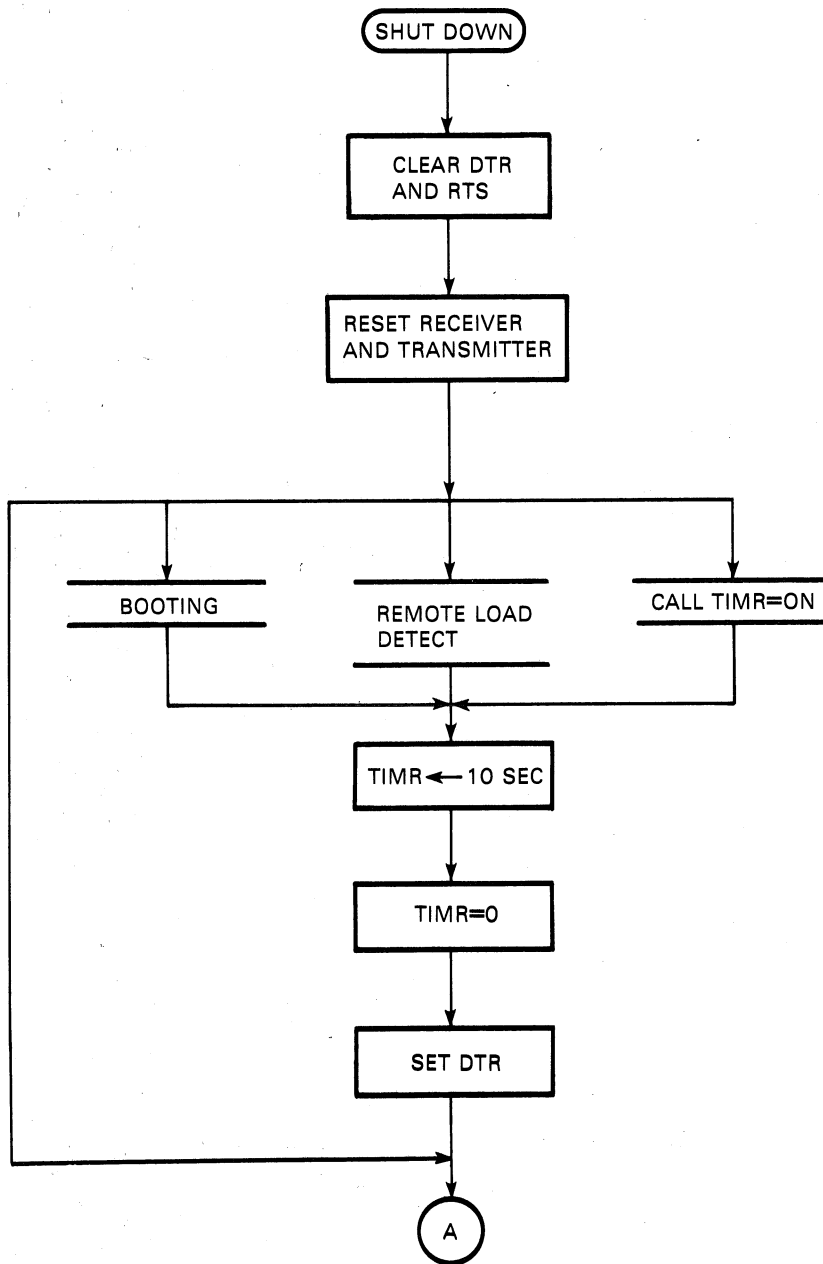 SHUT DOWN
CLEAR DTR
AND RTS
RESET RECEIVER
AND TRANSMITTER
BOOTING
REMOTE LOAD
DETECT
CALL TIMR=ON
TIMR ← 10 SEC
TIMR=0
SET DTR
A